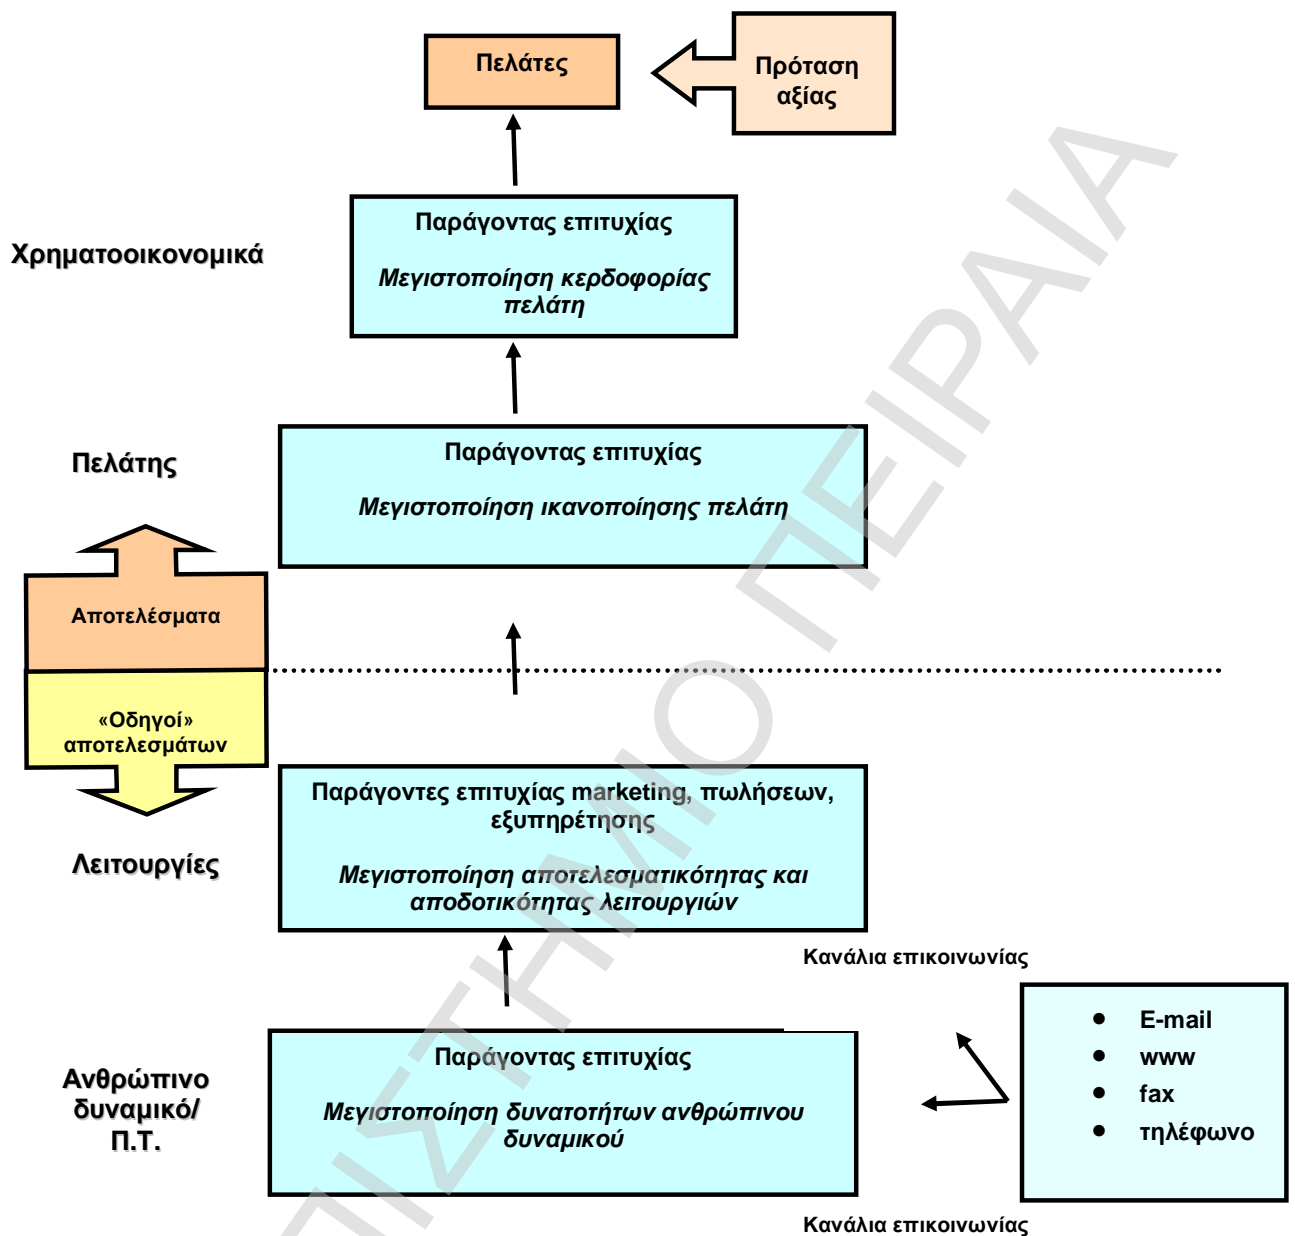 Πελάτες
Πρόταση
αξίας
Παράγοντας επιτυχίας
Χρηματοοικονομικά
Μεγιστοποίηση κερδοφορίας
πελάτη
Παράγοντας επιτυχίας
Πελάτης
Μεγιστοποίηση ικανοποίησης πελάτη
Αποτελέσματα
«Οδηγοί»
αποτελεσμάτων
Παράγοντες επιτυχίας marketing, πωλήσεων,
εξυπηρέτησης
Λειτουργίες
Μεγιστοποίηση αποτελεσματικότητας και
αποδοτικότητας λειτουργιών
Κανάλια επικοινωνίας
• E-mail
• www
• fax
• τηλέφωνο
Παράγοντας επιτυχίας
Ανθρώπινο
δυναμικό/
Π.Τ.
Μεγιστοποίηση δυνατοτήτων ανθρώπινου
δυναμικού
Κανάλια επικοινωνίας
ΠΙΣΤΗΜΙΟ ΠΕΙΡΑΙΑ